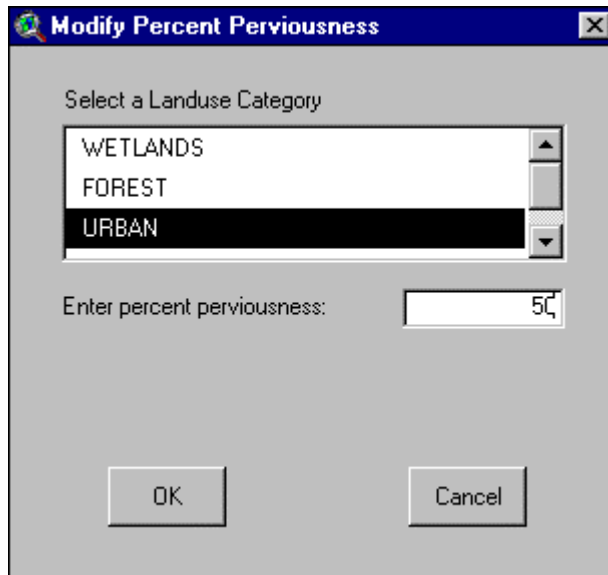 Modify Percent Perviousness
Select a Landuse Category
WETLANDS
FOREST
URBAN
Enter percent perviousness:
50
OK
Cancel